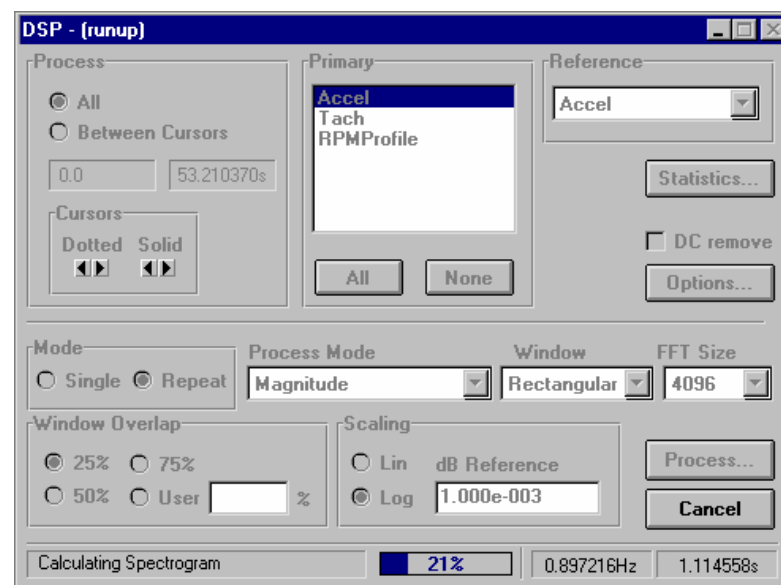 DSP - (runup)
Process
All
Between Cursors
0.0 53.210370s
Cursors
Dotted Solid
Primary
Accel
Tach
RPMProfile
All None
Reference
Accel
Statistics...
DC remove
Options...
Mode
Single Repeat
Process Mode
Magnitude
Window
Rectangular
FFT Size
4096
Window Overlap
25% 75%
50% User %
Scaling
Lin
Log
dB Reference
1.000e-003
Process...
Cancel
Calculating Spectrogram 21% 0.897216Hz 1.114558s